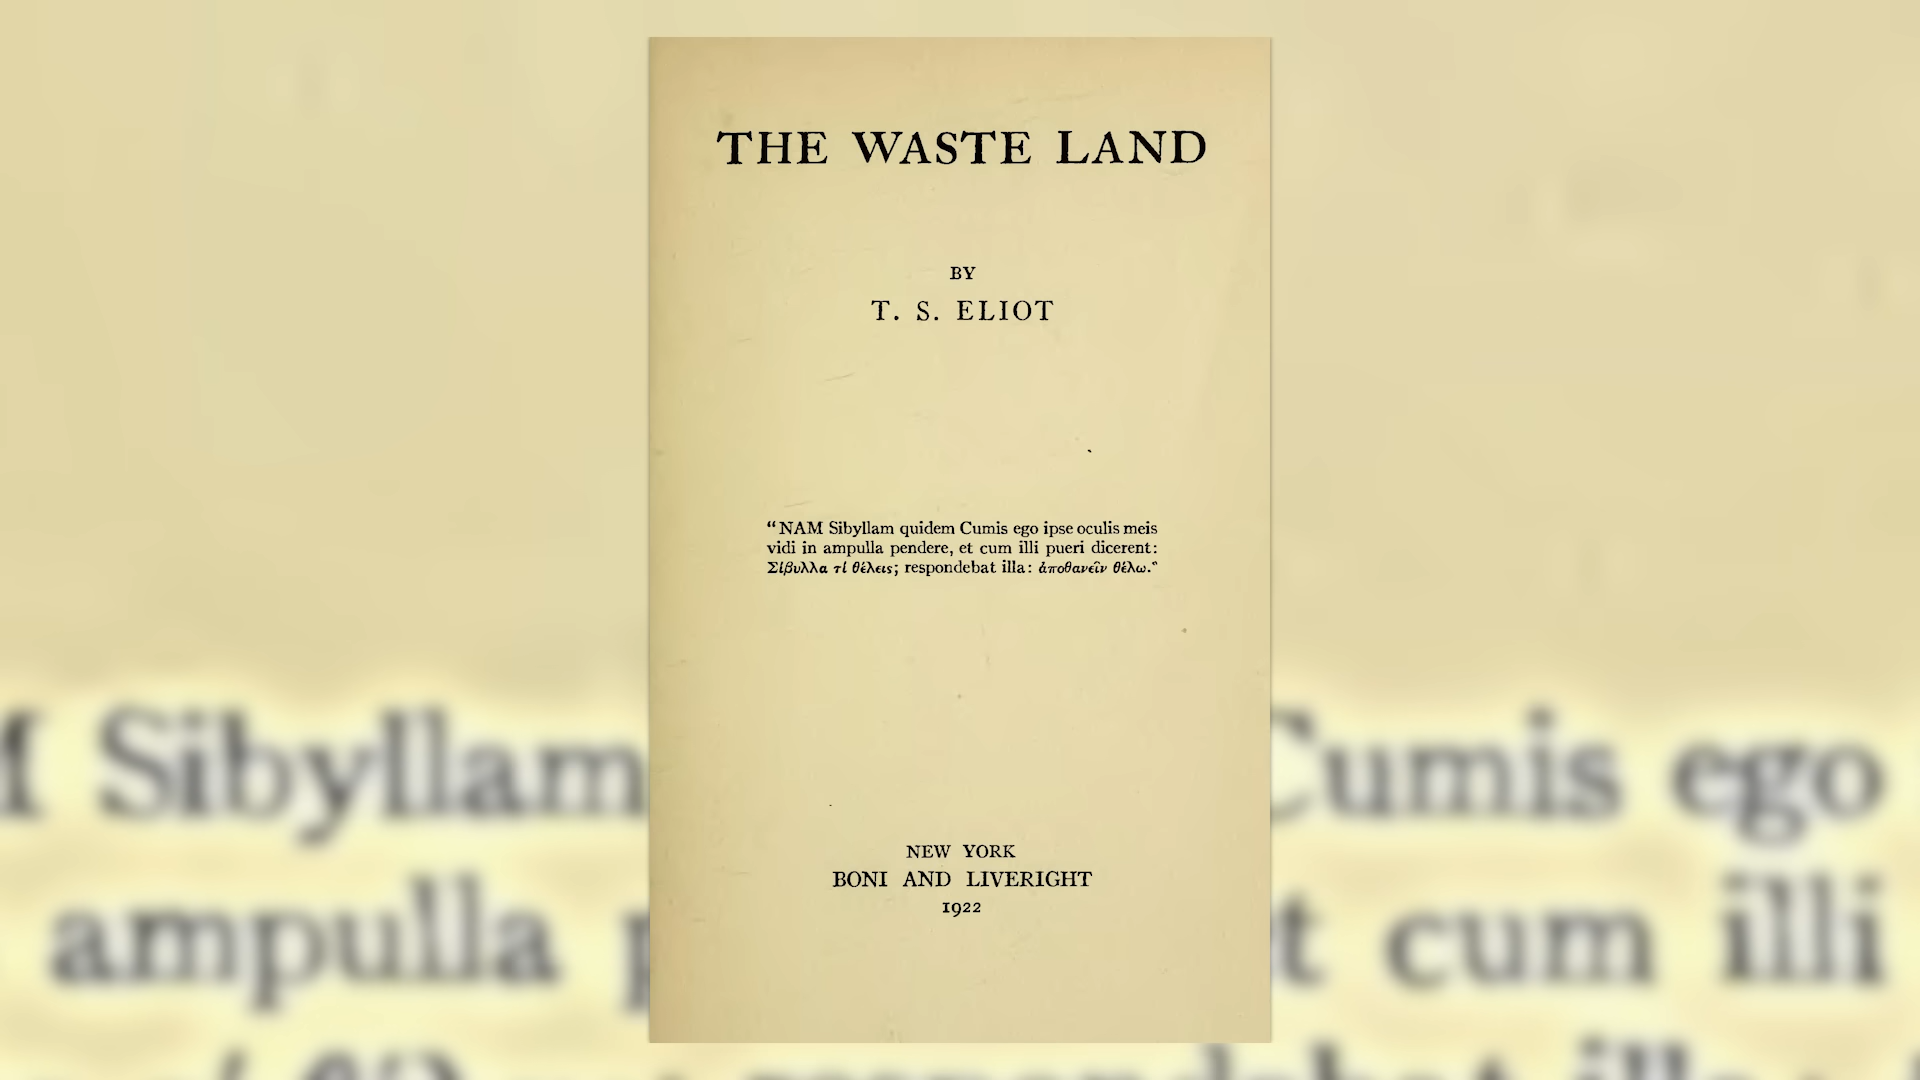 THE WASTE LAND
BY
T. S. ELIOT
“NAM Sibyllam quidem Cumis ego ipse oculis meis
vidi in ampulla pendere, et cum illi pueri dicerent:
Σίβυλλα τί θέλεις; respondebat illa: ἀποθανεῖν θέλω.”
NEW YORK
BONI AND LIVERIGHT
1922
Sibyllam Cumis ego
ampulla cum illi